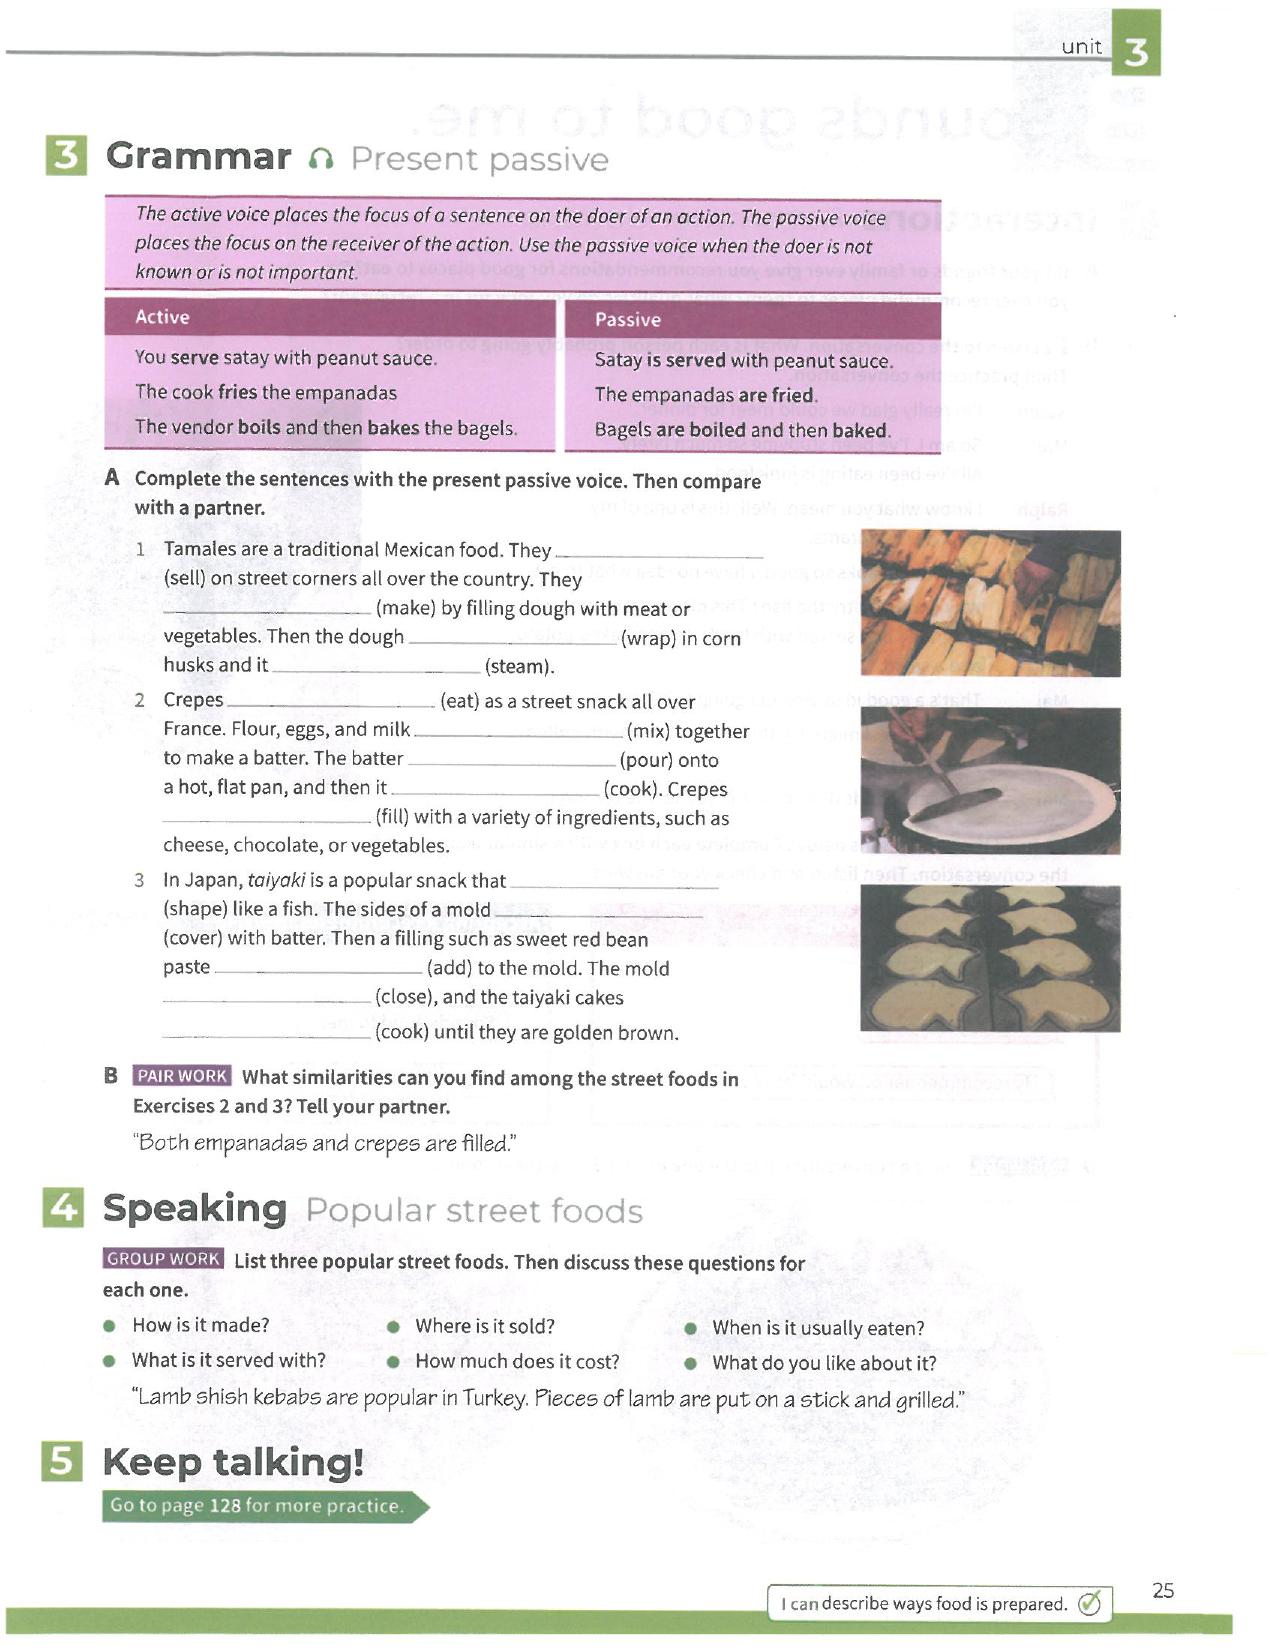 unit 3
3 Grammar Present passive
The active voice places the focus of a sentence on the doer of an action. The passive voice
places the focus on the receiver of the action. Use the passive voice when the doer is not
known or is not important.
Active
Passive
You serve satay with peanut sauce.
Satay is served with peanut sauce.
The cook fries the empanadas
The empanadas are fried.
The vendor boils and then bakes the bagels.
Bagels are boiled and then baked.
A Complete the sentences with the present passive voice. Then compare
with a partner.
1 Tamales are a traditional Mexican food. They ____________
(sell) on street corners all over the country. They
____________ (make) by filling dough with meat or
vegetables. Then the dough ____________ (wrap) in corn
husks and it ____________ (steam).
2 Crepes ____________ (eat) as a street snack all over
France. Flour, eggs, and milk ____________ (mix) together
to make a batter. The batter ____________ (pour) onto
a hot, flat pan, and then it ____________ (cook). Crepes
____________ (fill) with a variety of ingredients, such as
cheese, chocolate, or vegetables.
3 In Japan, taiyaki is a popular snack that ____________
(shape) like a fish. The sides of a mold ____________
(cover) with batter. Then a filling such as sweet red bean
paste ____________ (add) to the mold. The mold
____________ (close), and the taiyaki cakes
____________ (cook) until they are golden brown.
B PAIR WORK What similarities can you find among the street foods in
Exercises 2 and 3? Tell your partner.
"Both empanadas and crepes are filled."
4 Speaking Popular street foods
GROUP WORK List three popular street foods. Then discuss these questions for
each one.
● How is it made? ● Where is it sold? ● When is it usually eaten?
● What is it served with? ● How much does it cost? ● What do you like about it?
"Lamb shish kebabs are popular in Turkey. Pieces of lamb are put on a stick and grilled."
5 Keep talking!
Go to page 128 for more practice.
I can describe ways food is prepared.
25